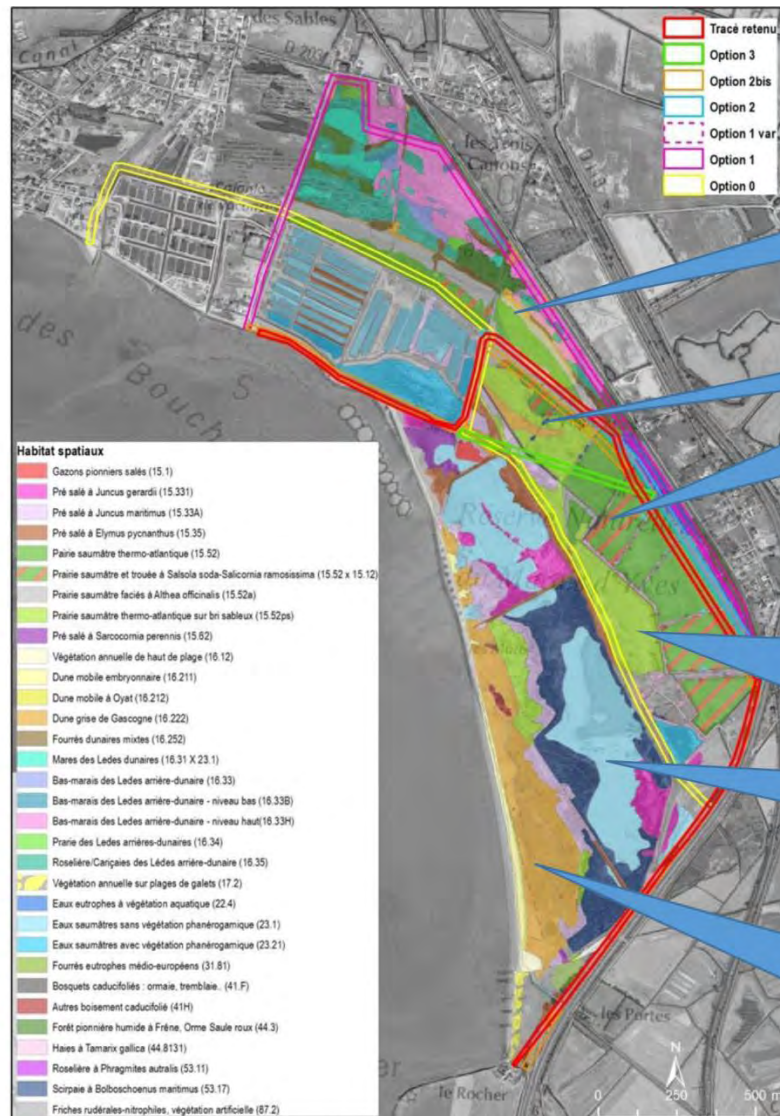 des Sables
Canal
D 203
les Trois
Canons
des
Bouch
S
Réserve Naturelle
du Marais d'Yves
les Portes
le Rocher
N
0 250 500 m
Tracé retenu
Option 3
Option 2bis
Option 2
Option 1 var
Option 1
Option 0
Habitat spatiaux
Gazons pionniers salés (15.1)
Pré salé à Juncus gerardii (15.331)
Pré salé à Juncus maritimus (15.33A)
Pré salé à Elymus pycnanthus (15.35)
Pairie saumâtre thermo-atlantique (15.52)
Prairie saumâtre et trouée à Salsola soda-Salicornia ramosissima (15.52 x 15.12)
Prairie saumâtre faciès à Althea officinalis (15.52a)
Prairie saumâtre thermo-atlantique sur bri sableux (15.52ps)
Pré salé à Sarcocornia perennis (15.62)
Végétation annuelle de haut de plage (16.12)
Dune mobile embryonnaire (16.211)
Dune mobile à Oyat (16.212)
Dune grise de Gascogne (16.222)
Fourrés dunaires mixtes (16.252)
Mares des Ledes dunaires (16.31 X 23.1)
Bas-marais des Ledes arrière-dunaire (16.33)
Bas-marais des Ledes arrière-dunaire - niveau bas (16.33B)
Bas-marais des Ledes arrière-dunaire - niveau haut(16.33H)
Prarie des Ledes arrières-dunaires (16.34)
Roselière/Cariçaies des Lédes arrière-dunaire (16.35)
Végétation annuelle sur plages de galets (17.2)
Eaux eutrophes à végétation aquatique (22.4)
Eaux saumâtres sans végétation phanérogamique (23.1)
Eaux saumâtres avec végétation phanérogamique (23.21)
Fourrés eutrophes médio-européens (31.81)
Bosquets caducifoliés : ormaie, tremblaie.. (41.F)
Autres boisement caducifolié (41H)
Forêt pionnière humide à Frêne, Orme Saule roux (44.3)
Haies à Tamarix gallica (44.8131)
Roselière à Phragmites autralis (53.11)
Scirpaie à Bolboschoenus maritimus (53.17)
Friches rudérales-nitrophiles, végétation artificielle (87.2)